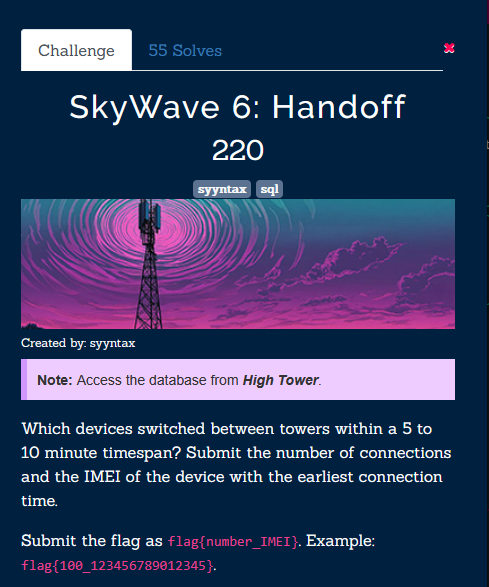 Challenge
55 Solves
SkyWave 6: Handoff
220
syyntax sql
Created by: syyntax
Note: Access the database from High Tower.
Which devices switched between towers within a 5 to
10 minute timespan? Submit the number of connections
and the IMEI of the device with the earliest connection
time.
Submit the flag as flag{number_IMEI}. Example:
flag{100_123456789012345}.